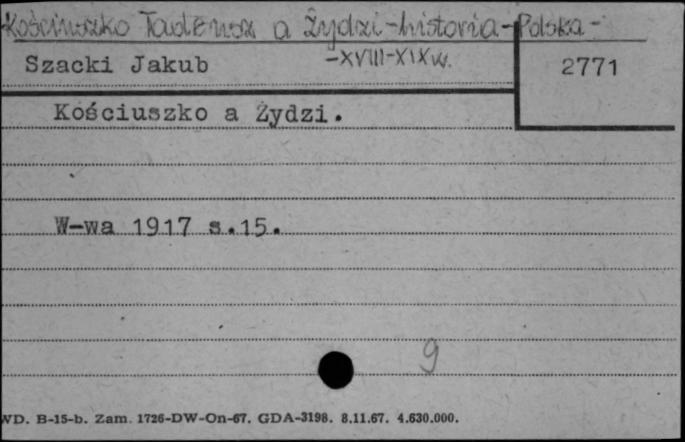 Kościuszko Tadeusz a Żydzi-historia-Polska-
-XVIII-XIXw.
Szacki Jakub
2771
Kościuszko a Żydzi.
W-wa 1917 s.15.
9
WD. B-15-b. Zam. 1726-DW-On-67. GDA-3198. 8.11.67. 4.630.000.